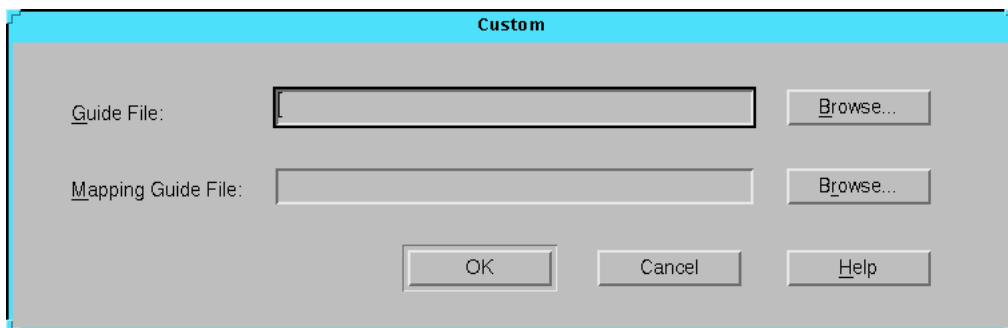 Custom
Guide File:
Browse...
Mapping Guide File:
Browse...
OK
Cancel
Help